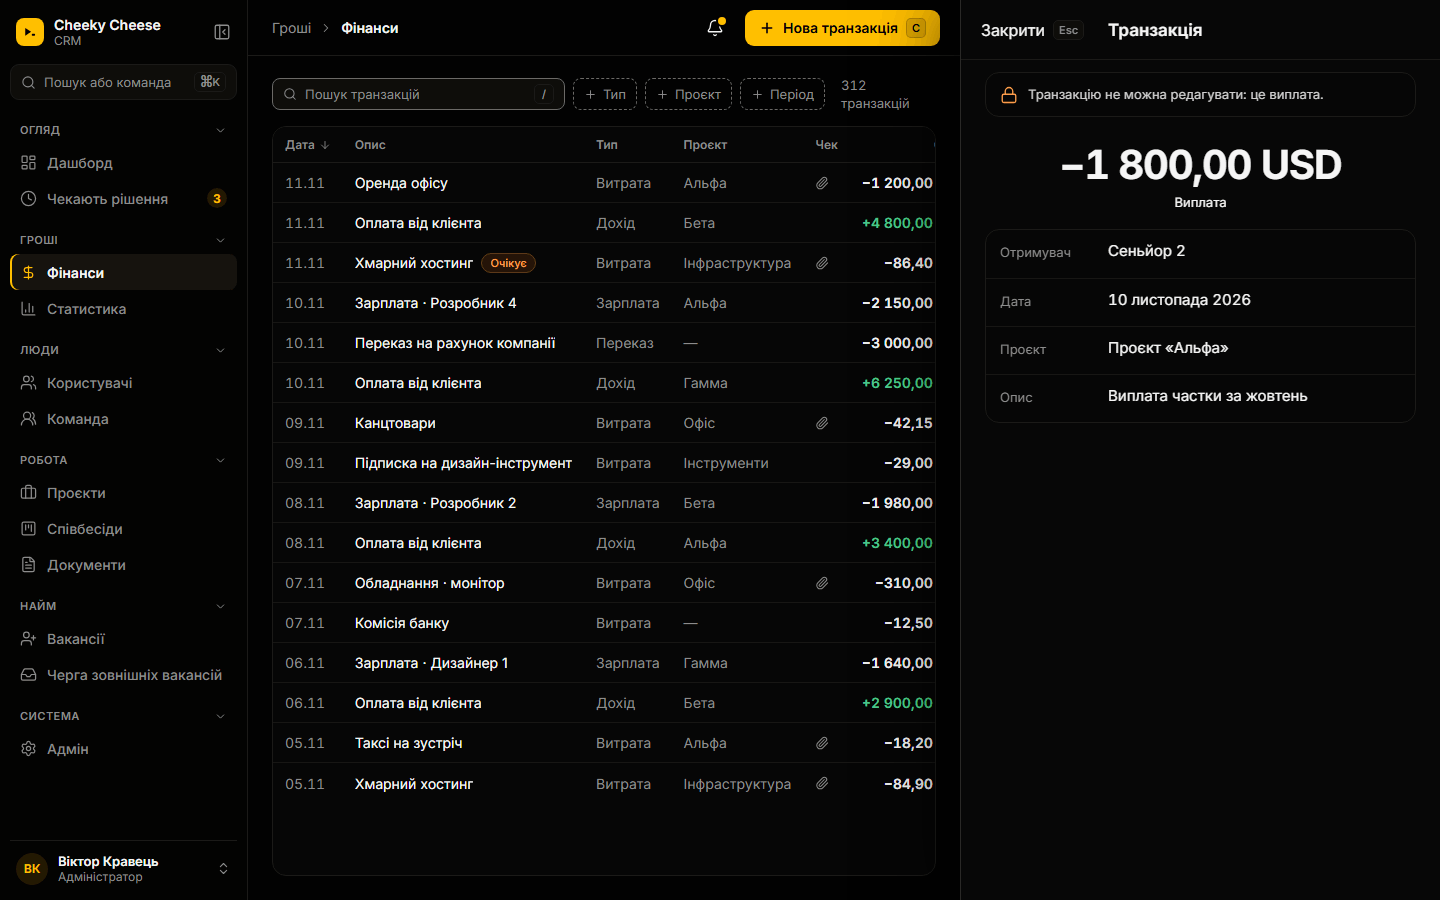 Cheeky Cheese
CRM
Пошук або команда ⌘K
ОГЛЯД
Дашборд
Чекають рішення 3
ГРОШІ
Фінанси
Статистика
ЛЮДИ
Користувачі
Команда
РОБОТА
Проєкти
Співбесіди
Документи
НАЙМ
Вакансії
Черга зовнішніх вакансій
СИСТЕМА
Адмін
ВК
Віктор Кравець
Адміністратор
Гроші > Фінанси
+ Нова транзакція C
Пошук транзакцій /
+ Тип
+ Проєкт
+ Період
312
транзакцій
Дата ↓ Опис Тип Проєкт Чек
11.11 Оренда офісу Витрата Альфа −1 200,00
11.11 Оплата від клієнта Дохід Бета +4 800,00
11.11 Хмарний хостинг Очікує Витрата Інфраструктура −86,40
10.11 Зарплата · Розробник 4 Зарплата Альфа −2 150,00
10.11 Переказ на рахунок компанії Переказ — −3 000,00
10.11 Оплата від клієнта Дохід Гамма +6 250,00
09.11 Канцтовари Витрата Офіс −42,15
09.11 Підписка на дизайн-інструмент Витрата Інструменти −29,00
08.11 Зарплата · Розробник 2 Зарплата Бета −1 980,00
08.11 Оплата від клієнта Дохід Альфа +3 400,00
07.11 Обладнання · монітор Витрата Офіс −310,00
07.11 Комісія банку Витрата — −12,50
06.11 Зарплата · Дизайнер 1 Зарплата Гамма −1 640,00
06.11 Оплата від клієнта Дохід Бета +2 900,00
05.11 Таксі на зустріч Витрата Альфа −18,20
05.11 Хмарний хостинг Витрата Інфраструктура −84,90
Закрити Esc Транзакція
Транзакцію не можна редагувати: це виплата.
−1 800,00 USD
Виплата
Отримувач Сеньйор 2
Дата 10 листопада 2026
Проєкт Проєкт «Альфа»
Опис Виплата частки за жовтень